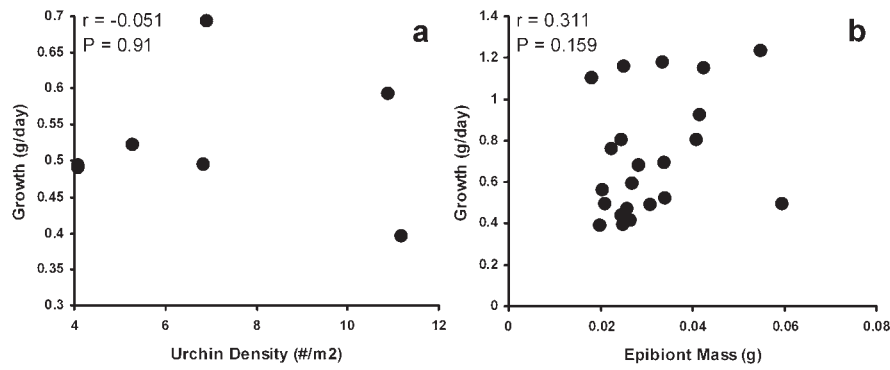 r = -0.051
P = 0.91
a
0.7
0.65
0.6
0.55
0.5
0.45
0.4
0.35
0.3
Growth (g/day)
4
6
8
10
12
Urchin Density (#/m2)
r = 0.311
P = 0.159
b
1.4
1.2
1
0.8
0.6
0.4
0.2
0
Growth (g/day)
0
0.02
0.04
0.06
0.08
Epibiont Mass (g)